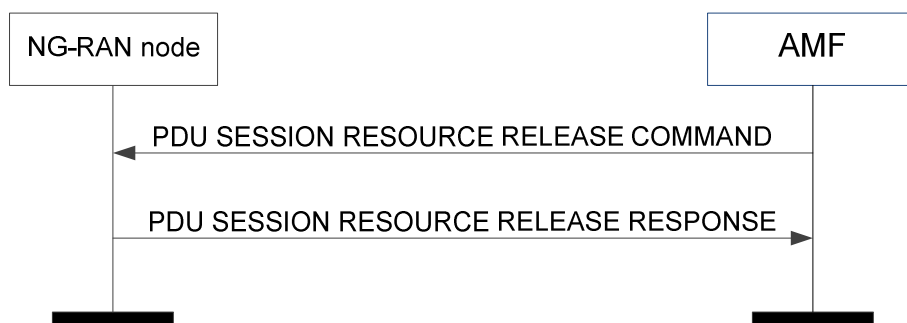 NG-RAN node
AMF
PDU SESSION RESOURCE RELEASE COMMAND
PDU SESSION RESOURCE RELEASE RESPONSE